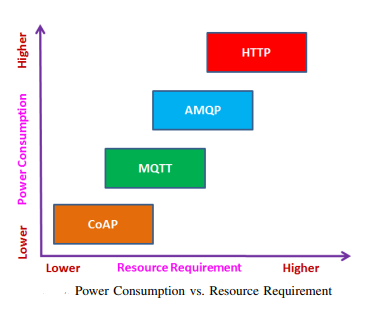 Higher
HTTP
AMQP
Power Consumption
MQTT
CoAP
Lower
Lower Resource Requirement Higher
Power Consumption vs. Resource Requirement